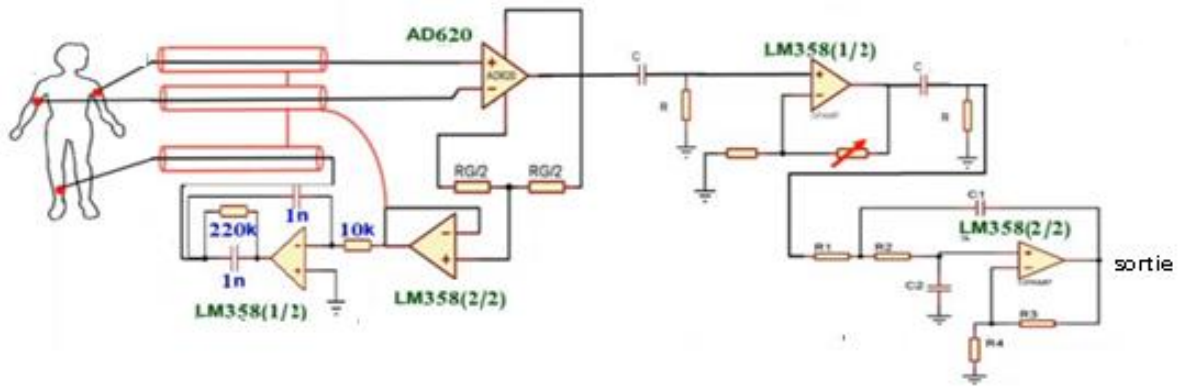 AD620
AD620
LM358(1/2)
C
R
C
R
RG/2
RG/2
1n
220k
10k
1n
LM358(1/2)
LM358(2/2)
C1
LM358(2/2)
R1
R2
C2
R3
R4
sortie